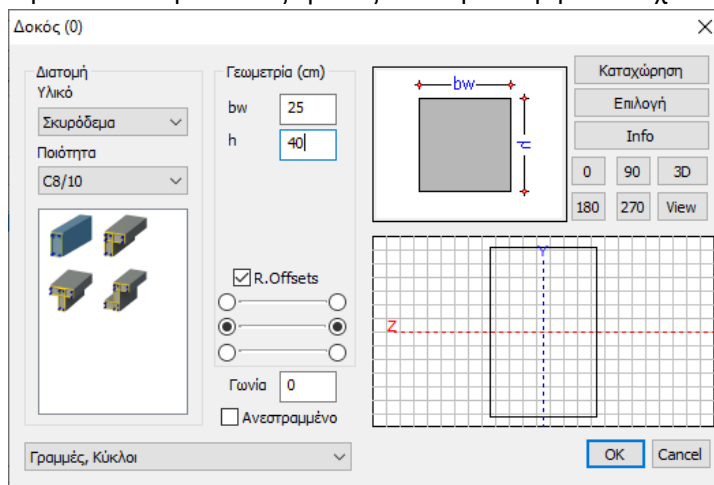 Δοκός (0)
Διατομή
Υλικό
Σκυρόδεμα
Ποιότητα
C8/10
Γεωμετρία (cm)
bw 25
h 40
R.Offsets
Γωνία 0
Ανεστραμμένο
bw
h
Καταχώρηση
Επιλογή
Info
0 90 3D
180 270 View
Y
Z
Γραμμές, Κύκλοι
OK Cancel